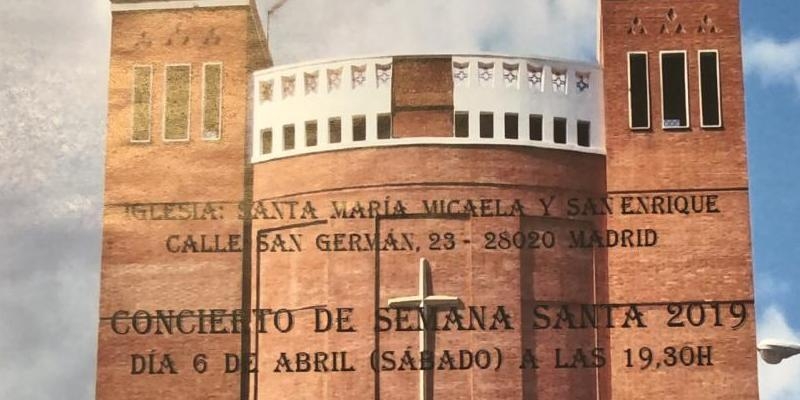 IGLESIA: SANTA MARÍA MICAELA Y SAN ENRIQUE
CALLE SAN GERMÁN, 23 - 28020 MADRID
CONCIERTO DE SEMANA SANTA 2019
DÍA 6 DE ABRIL (SÁBADO) A LAS 19,30H